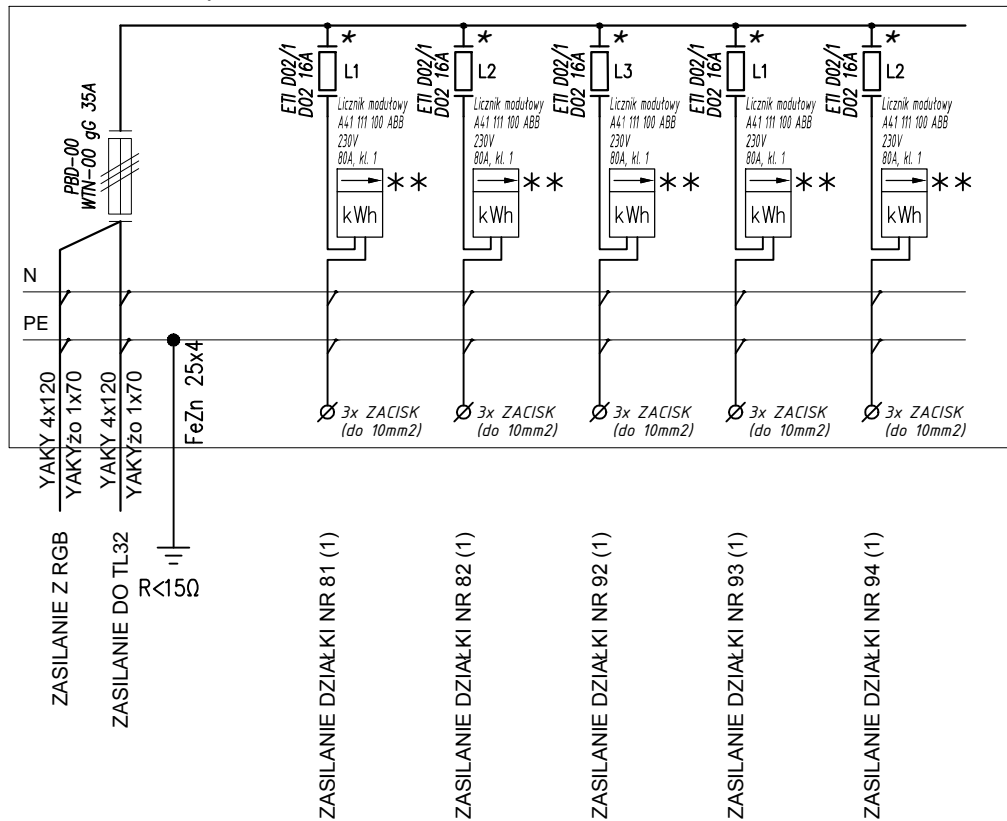 PBD-00
WTN-00 gG 35A
ETI D02/1
D02 16A
*
L1
Licznik modułowy
A41 111 100 ABB
230V
80A, kl. 1
**
kWh
ETI D02/1
D02 16A
*
L2
Licznik modułowy
A41 111 100 ABB
230V
80A, kl. 1
**
kWh
ETI D02/1
D02 16A
*
L3
Licznik modułowy
A41 111 100 ABB
230V
80A, kl. 1
**
kWh
ETI D02/1
D02 16A
*
L1
Licznik modułowy
A41 111 100 ABB
230V
80A, kl. 1
**
kWh
ETI D02/1
D02 16A
*
L2
Licznik modułowy
A41 111 100 ABB
230V
80A, kl. 1
**
kWh
N
PE
YAKY 4x120
YAKYżo 1x70
YAKY 4x120
YAKYżo 1x70
FeZn 25x4
3x ZACISK
(do 10mm2)
3x ZACISK
(do 10mm2)
3x ZACISK
(do 10mm2)
3x ZACISK
(do 10mm2)
3x ZACISK
(do 10mm2)
ZASILANIE Z RGB
ZASILANIE DO TL32
R<15Ω
ZASILANIE DZIAŁKI NR 81 (1)
ZASILANIE DZIAŁKI NR 82 (1)
ZASILANIE DZIAŁKI NR 92 (1)
ZASILANIE DZIAŁKI NR 93 (1)
ZASILANIE DZIAŁKI NR 94 (1)